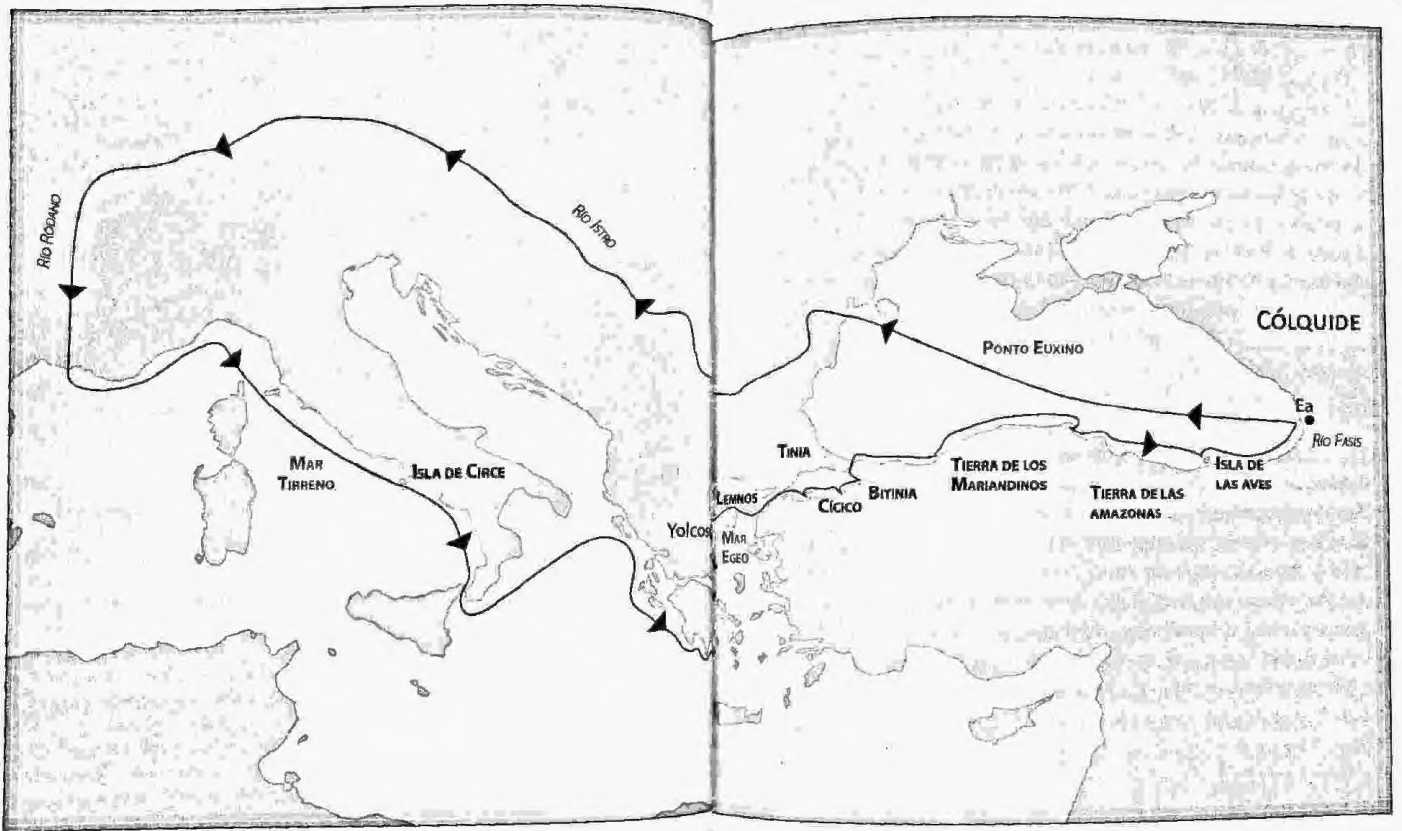 RÍO RÓDANO
RÍO ISTRO
MAR
TIRRENO
ISLA DE CIRCE
Yolcos
CÓLQUIDE
PONTO EUXINO
Ea
RÍO FASIS
TINIA
LEMNOS
CÍCICO
BITINIA
TIERRA DE LOS
MARIANDINOS
TIERRA DE LAS
AMAZONAS
ISLA DE
LAS AVES
MAR
EGEO